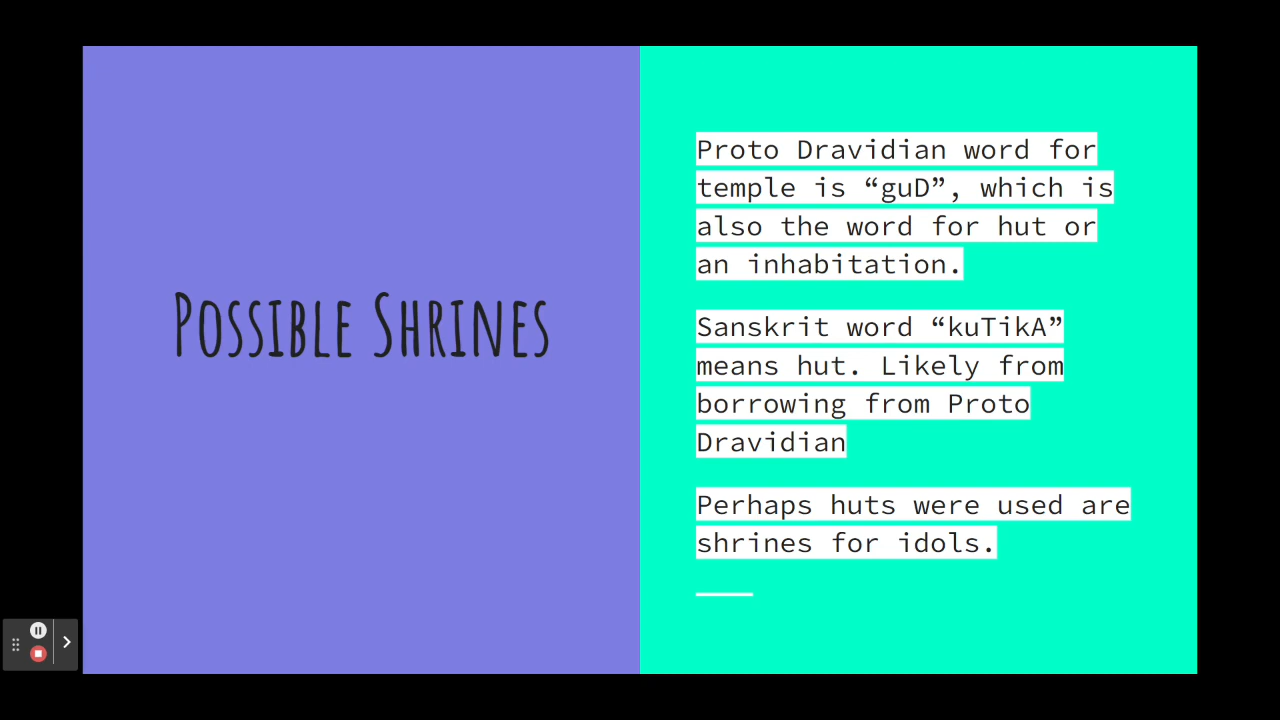 Possible Shrines
Proto Dravidian word for
temple is “guD”, which is
also the word for hut or
an inhabitation.
Sanskrit word “kuTikA”
means hut. Likely from
borrowing from Proto
Dravidian
Perhaps huts were used are
shrines for idols.